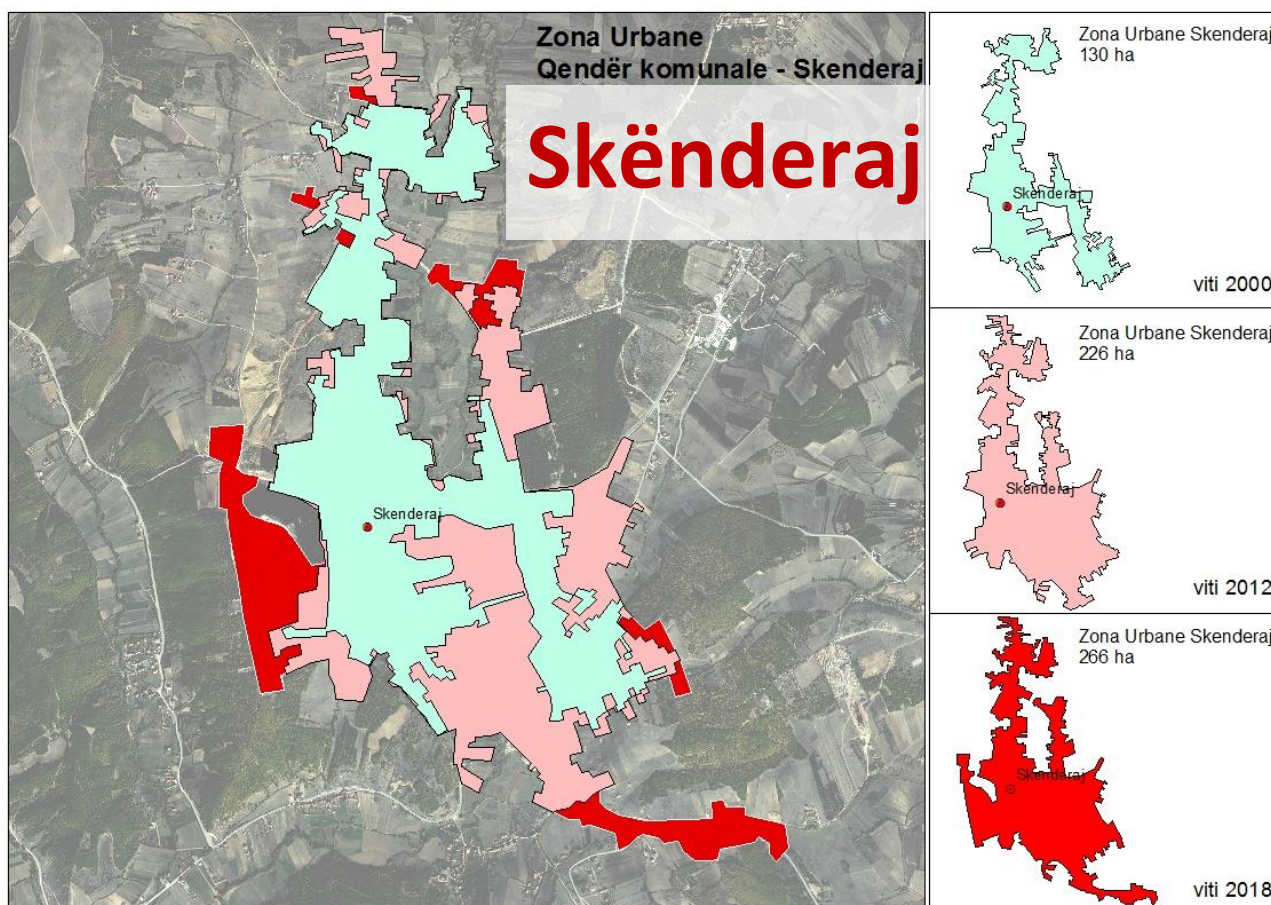 Zona Urbane
Qendër komunale - Skenderaj
Skënderaj
Skenderaj
Zona Urbane Skenderaj
130 ha
Skenderaj
viti 2000
Zona Urbane Skenderaj
226 ha
Skenderaj
viti 2012
Zona Urbane Skenderaj
266 ha
Skenderaj
viti 2018